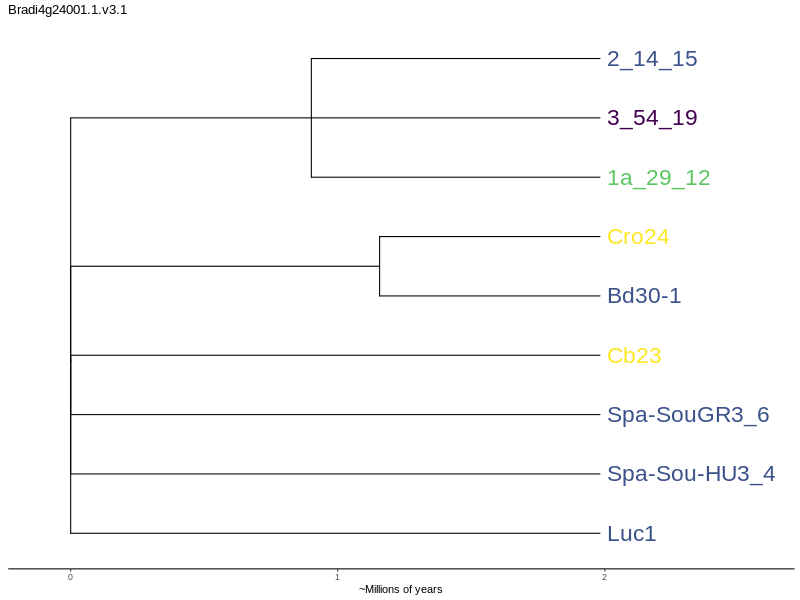 Bradi4g24001.1.v3.1
2_14_15
3_54_19
1a_29_12
Cro24
Bd30-1
Cb23
Spa-SouGR3_6
Spa-Sou-HU3_4
Luc1
0 1 2
~Millions of years